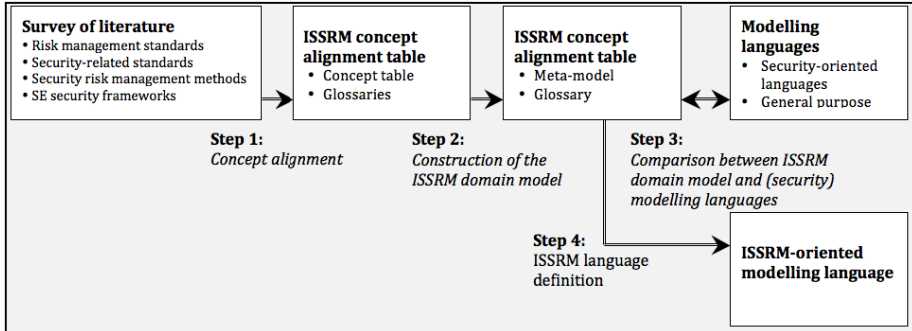 Survey of literature
• Risk management standards
• Security-related standards
• Security risk management methods
• SE security frameworks
ISSRM concept
alignment table
• Concept table
• Glossaries
ISSRM concept
alignment table
• Meta-model
• Glossary
Modelling
languages
• Security-oriented
languages
• General purpose
Step 1:
Concept alignment
Step 2:
Construction of the
ISSRM domain model
Step 3:
Comparison between ISSRM
domain model and (security)
modelling languages
Step 4:
ISSRM language
definition
ISSRM-oriented
modelling language